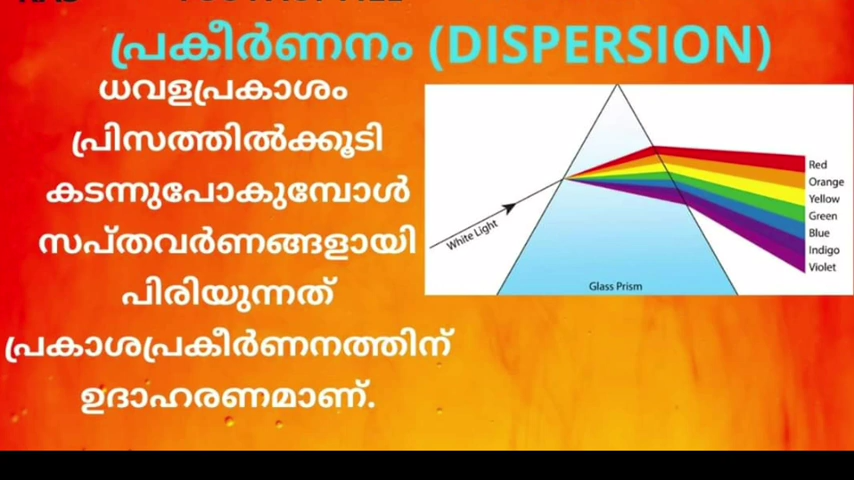 പ്രകീർണനം (DISPERSION)
ധവളപ്രകാശം
പ്രിസത്തിൽക്കൂടി
കടന്നുപോകുമ്പോൾ
സപ്തവർണങ്ങളായി
പിരിയുന്നത്
പ്രകാശപ്രകീർണനത്തിന്
ഉദാഹരണമാണ്.
White Light
Glass Prism
Red
Orange
Yellow
Green
Blue
Indigo
Violet